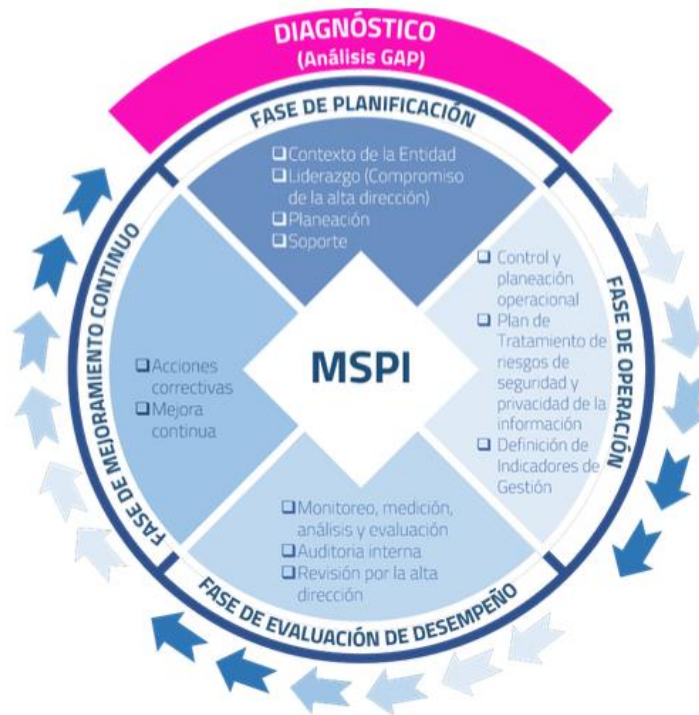 DIAGNÓSTICO
(Análisis GAP)
FASE DE PLANIFICACIÓN
❑Contexto de la Entidad
❑Liderazgo (Compromiso
de la alta dirección)
❑Planeación
❑Soporte
FASE DE OPERACIÓN
❑ Control y
planeación
operacional
❑ Plan de
Tratamiento de
riesgos de
seguridad y
privacidad de la
información
❑ Definición de
Indicadores de
Gestión
MSPI
FASE DE EVALUACIÓN DE DESEMPEÑO
❑Monitoreo, medición,
análisis y evaluación
❑Auditoria interna
❑Revisión por la alta
dirección
FASE DE MEJORAMIENTO CONTINUO
❑Acciones
correctivas
❑Mejora
continua